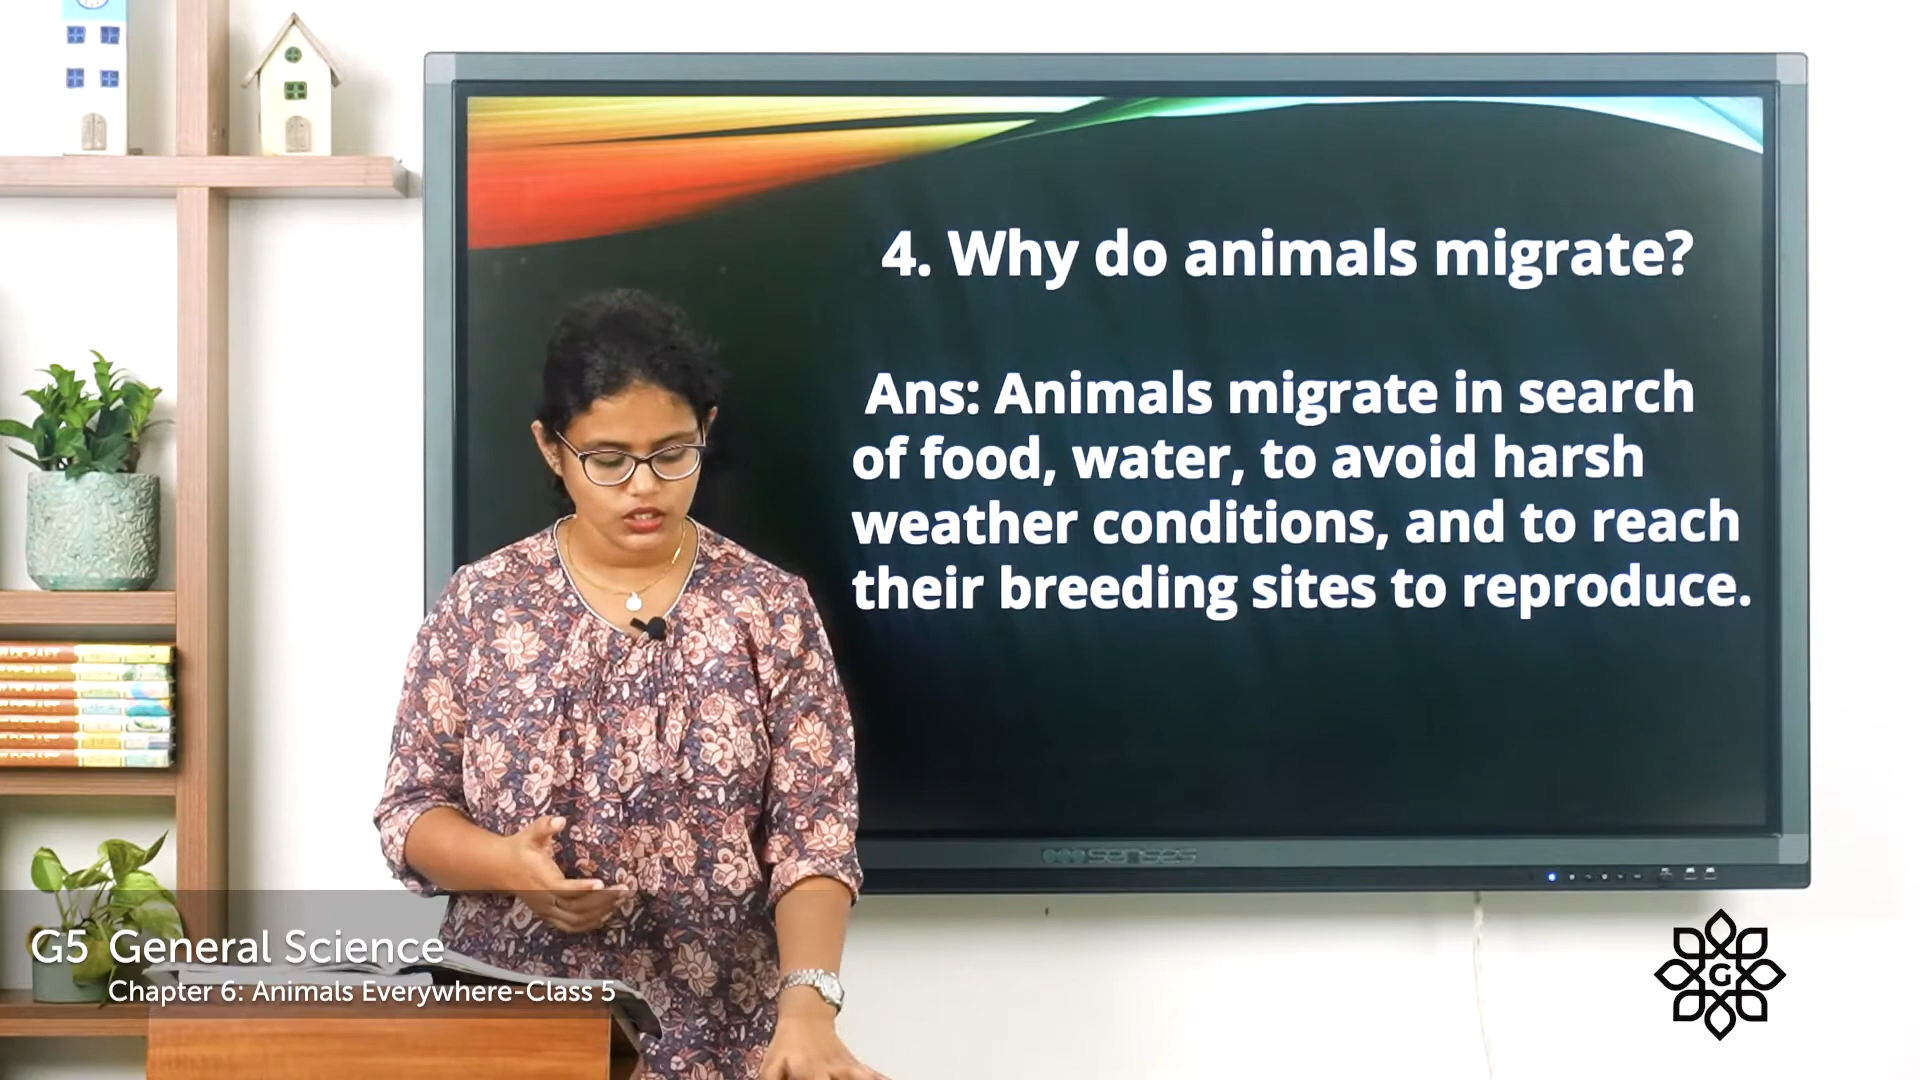 4. Why do animals migrate?
Ans: Animals migrate in search
of food, water, to avoid harsh
weather conditions, and to reach
their breeding sites to reproduce.
senses
G5 General Science
Chapter 6: Animals Everywhere-Class 5
G